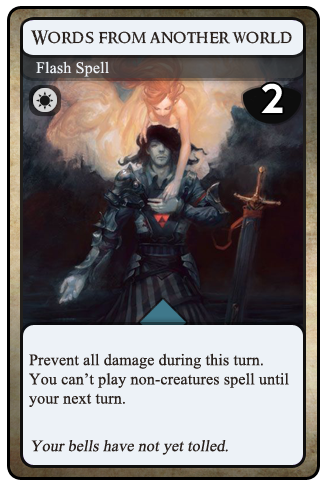 WORDS FROM ANOTHER WORLD
Flash Spell
2
Prevent all damage during this turn.
You can't play non-creatures spell until
your next turn.
Your bells have not yet tolled.